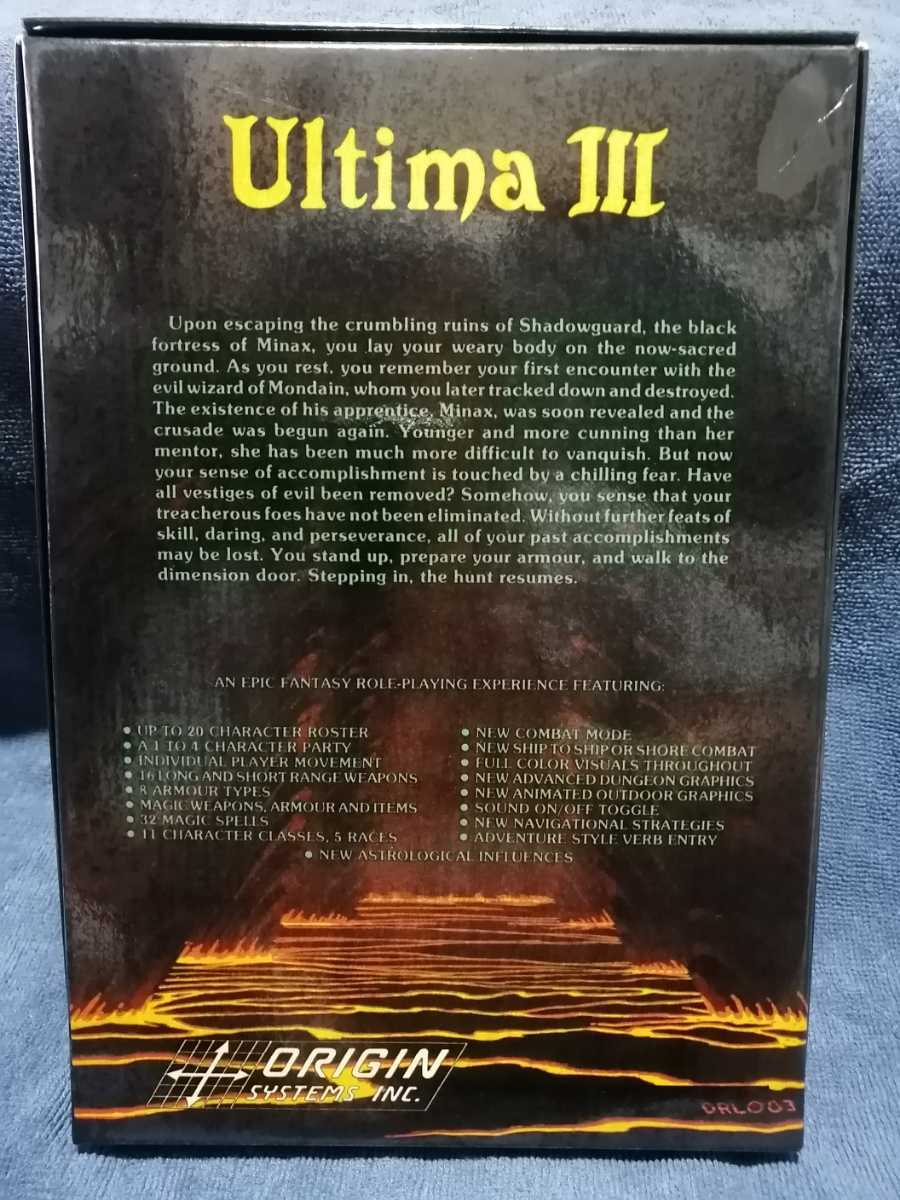 Ultima III
Upon escaping the crumbling ruins of Shadowguard, the black
fortress of Minax, you lay your weary body on the now-sacred
ground. As you rest, you remember your first encounter with the
evil wizard of Mondain, whom you later tracked down and destroyed.
The existence of his apprentice, Minax, was soon revealed and the
crusade was begun again. Younger and more cunning than her
mentor, she has been much more difficult to vanquish. But now
your sense of accomplishment is touched by a chilling fear. Have
all vestiges of evil been removed? Somehow, you sense that your
treacherous foes have not been eliminated. Without further feats of
skill, daring, and perseverance, all of your past accomplishments
may be lost. You stand up, prepare your armour, and walk to the
dimension door. Stepping in, the hunt resumes.
AN EPIC FANTASY ROLE-PLAYING EXPERIENCE FEATURING:
• UP TO 20 CHARACTER ROSTER
• A 1 TO 4 CHARACTER PARTY
• INDIVIDUAL PLAYER MOVEMENT
• 16 LONG AND SHORT RANGE WEAPONS
• 8 ARMOUR TYPES
• MAGIC WEAPONS, ARMOUR AND ITEMS
• 32 MAGIC SPELLS
• 11 CHARACTER CLASSES, 5 RACES
• NEW COMBAT MODE
• NEW SHIP TO SHIP OR SHORE COMBAT
• FULL COLOR VISUALS THROUGHOUT
• NEW ADVANCED DUNGEON GRAPHICS
• NEW ANIMATED OUTDOOR GRAPHICS
• SOUND ON/OFF TOGGLE
• NEW NAVIGATIONAL STRATEGIES
• ADVENTURE STYLE VERB ENTRY
• NEW ASTROLOGICAL INFLUENCES
ORIGIN
SYSTEMS INC.